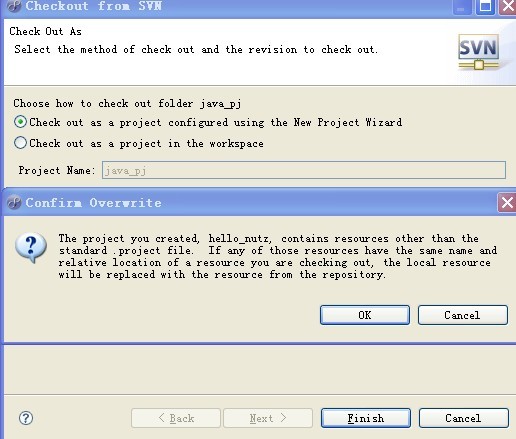 Checkout from SVN
Check Out As
Select the method of check out and the revision to check out.
SVN
Choose how to check out folder java_pj
Check out as a project configured using the New Project Wizard
Check out as a project in the workspace
Project Name: java_pj
Confirm Overwrite
The project you created, hello_nutz, contains resources other than the
standard .project file. If any of those resources have the same name and
relative location of a resource you are checking out, the local resource
will be replaced with the resource from the repository.
OK Cancel
? < Back Next > Finish Cancel